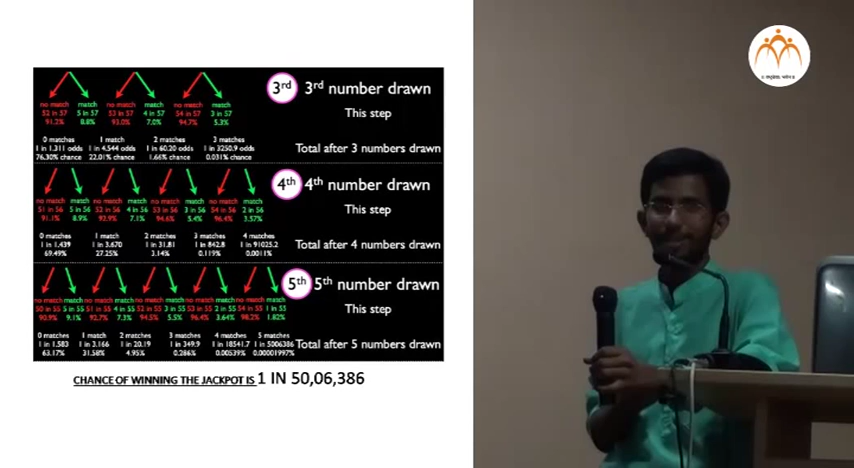 3rd 3rd number drawn
no match match no match match no match match
52 in 57 5 in 57 53 in 57 4 in 57 54 in 57 3 in 57
91.2% 8.8% 93.0% 7.0% 94.7% 5.3%
This step
0 matches 1 match 2 matches 3 matches
1 in 1.311 odds 1 in 4.544 odds 1 in 60.20 odds 1 in 3250.9 odds
76.30% chance 22.01% chance 1.66% chance 0.031% chance
Total after 3 numbers drawn
4th 4th number drawn
no match match no match match no match match no match match
51 in 56 5 in 56 52 in 56 4 in 56 53 in 56 3 in 56 54 in 56 2 in 56
91.1% 8.9% 92.9% 7.1% 94.6% 5.4% 96.4% 3.57%
This step
0 matches 1 match 2 matches 3 matches 4 matches
1 in 1.439 1 in 3.670 1 in 31.81 1 in 842.8 1 in 91025.2
69.49% 27.25% 3.14% 0.119% 0.0011%
Total after 4 numbers drawn
5th 5th number drawn
no match match no match match no match match no match match no match match
50 in 55 5 in 55 51 in 55 4 in 55 52 in 55 3 in 55 53 in 55 2 in 55 54 in 55 1 in 55
90.9% 9.1% 92.7% 7.3% 94.5% 5.5% 96.4% 3.64% 98.2% 1.82%
This step
0 matches 1 match 2 matches 3 matches 4 matches 5 matches
1 in 1.583 1 in 3.166 1 in 20.19 1 in 349.9 1 in 18541.7 1 in 5006386
63.17% 31.58% 4.95% 0.286% 0.00539% 0.00001997%
Total after 5 numbers drawn
CHANCE OF WINNING THE JACKPOT IS 1 IN 50,06,386